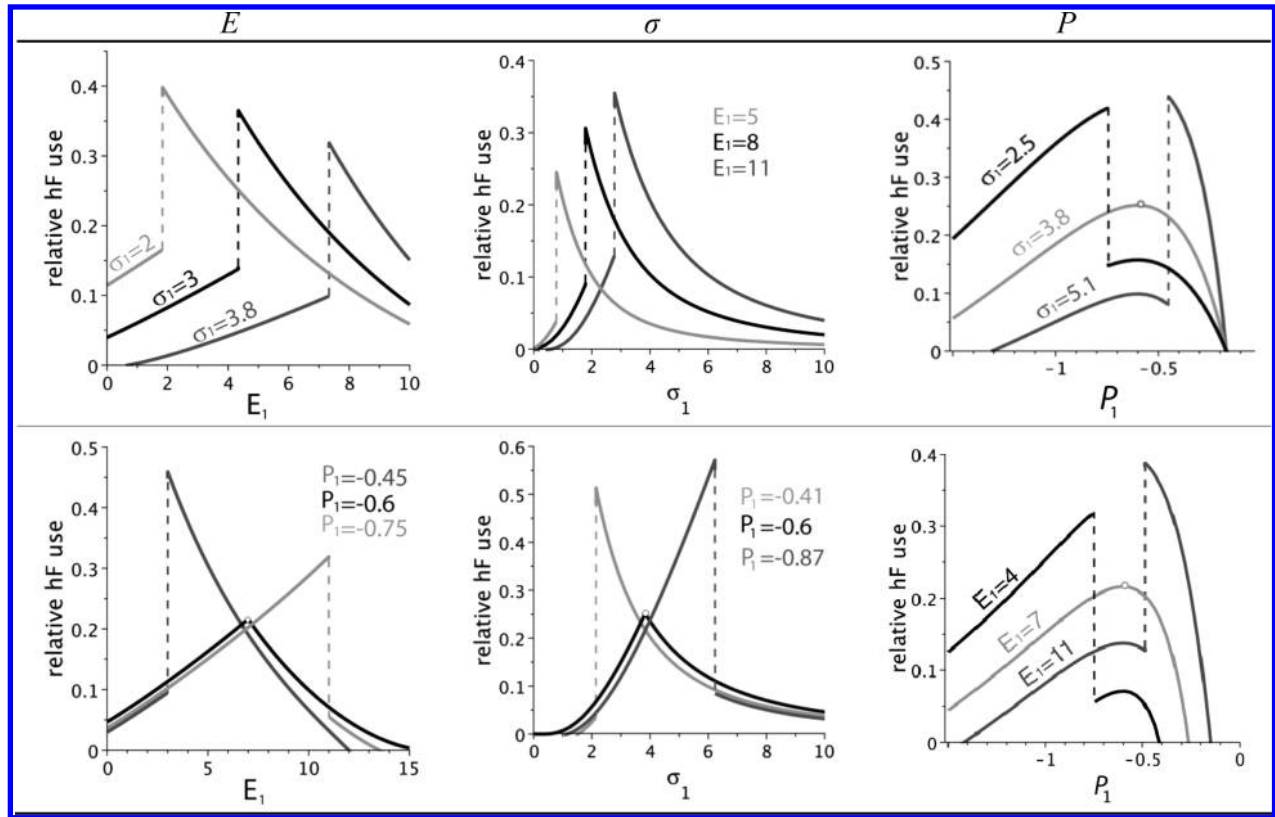 E σ P
relative hF use
0.4
0.3
0.2
0.1
0
σ₁=2
σ₁=3
σ₁=3.8
0 2 4 6 8 10
E₁
relative hF use
0.4
0.3
0.2
0.1
0
E₁=5
E₁=8
E₁=11
0 2 4 6 8 10
σ₁
relative hF use
0.5
0.4
0.3
0.2
0.1
0
σ₁=2.5
σ₁=3.8
σ₁=5.1
-1 -0.5
P₁
relative hF use
0.5
0.4
0.3
0.2
0.1
0
P₁=-0.45
P₁=-0.6
P₁=-0.75
0 5 10 15
E₁
relative hF use
0.6
0.5
0.4
0.3
0.2
0.1
0
P₁=-0.41
P₁=-0.6
P₁=-0.87
0 2 4 6 8 10
σ₁
relative hF use
0.4
0.3
0.2
0.1
0
E₁=4
E₁=7
E₁=11
-1 -0.5 0
P₁